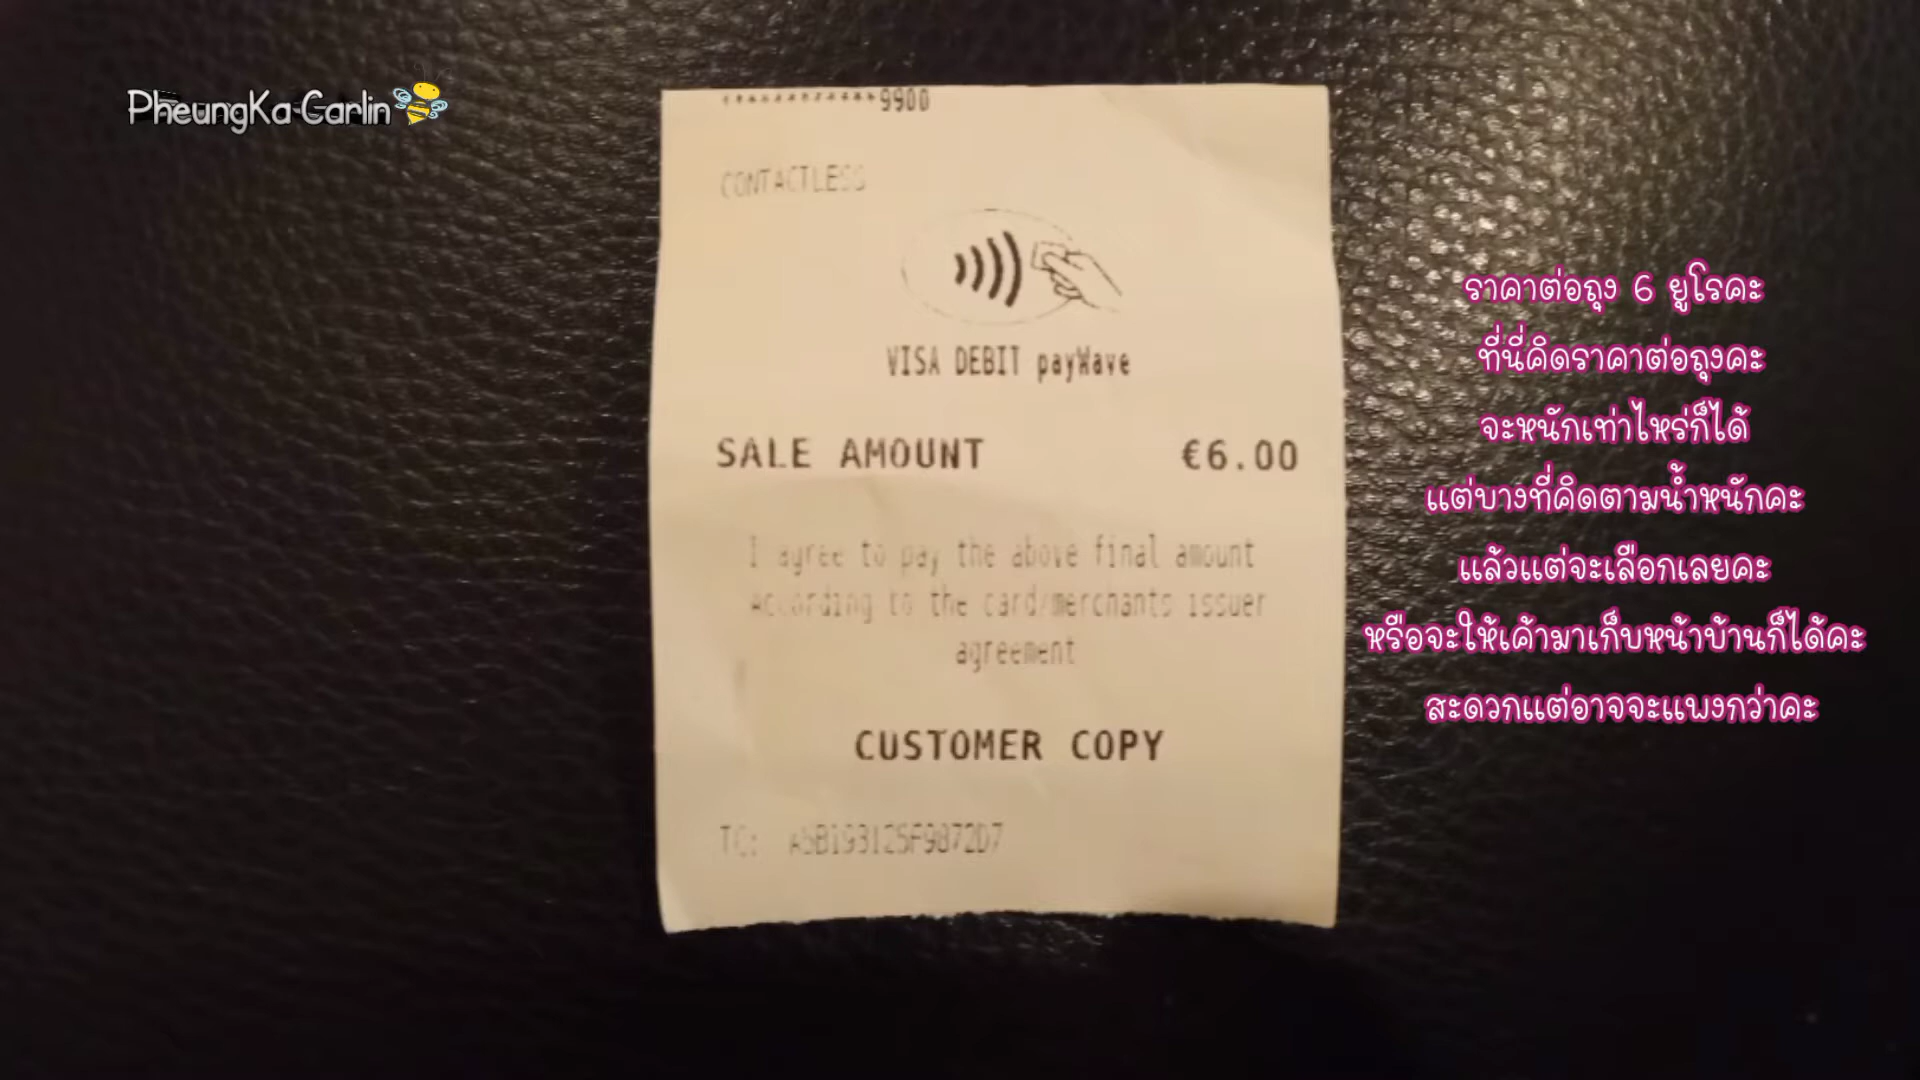 PheungKa Carlin
************9900
CONTACTLESS
VISA DEBIT payWave
SALE AMOUNT €6.00
I agree to pay the above final amount
According to the card/merchants issuer
agreement
CUSTOMER COPY
TC: A5B193125F9872D7
ราคาต่อถุง 6 ยูโรคะ
ที่นี่คิดราคาต่อถุงคะ
จะหนักเท่าไหร่ก็ได้
แต่บางที่คิดตามน้ำหนักคะ
แล้วแต่จะเลือกเลยคะ
หรือจะให้เค้ามาเก็บหน้าบ้านก็ได้คะ
สะดวกแต่อาจจะแพงกว่าคะ